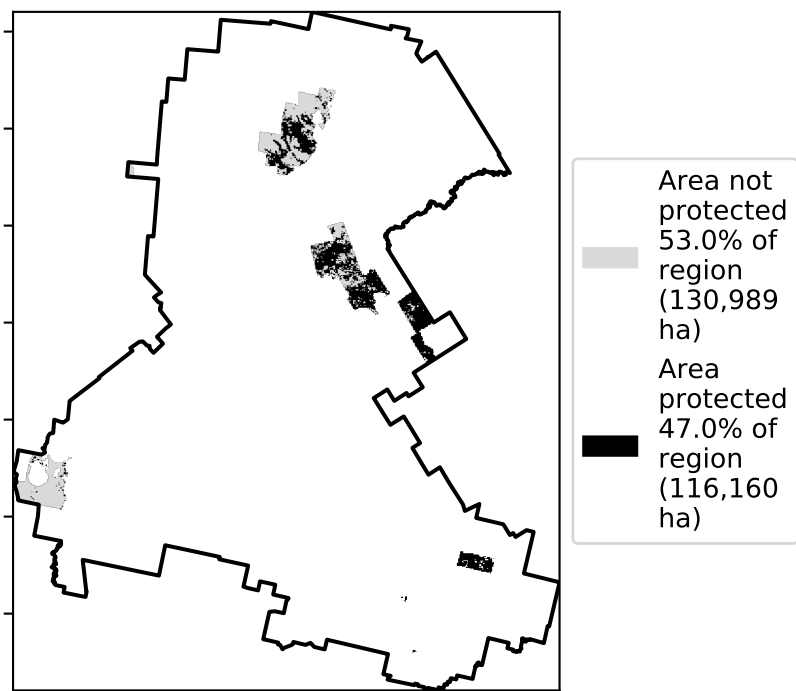 Area not
protected
53.0% of
region
(130,989
ha)
Area
protected
47.0% of
region
(116,160
ha)